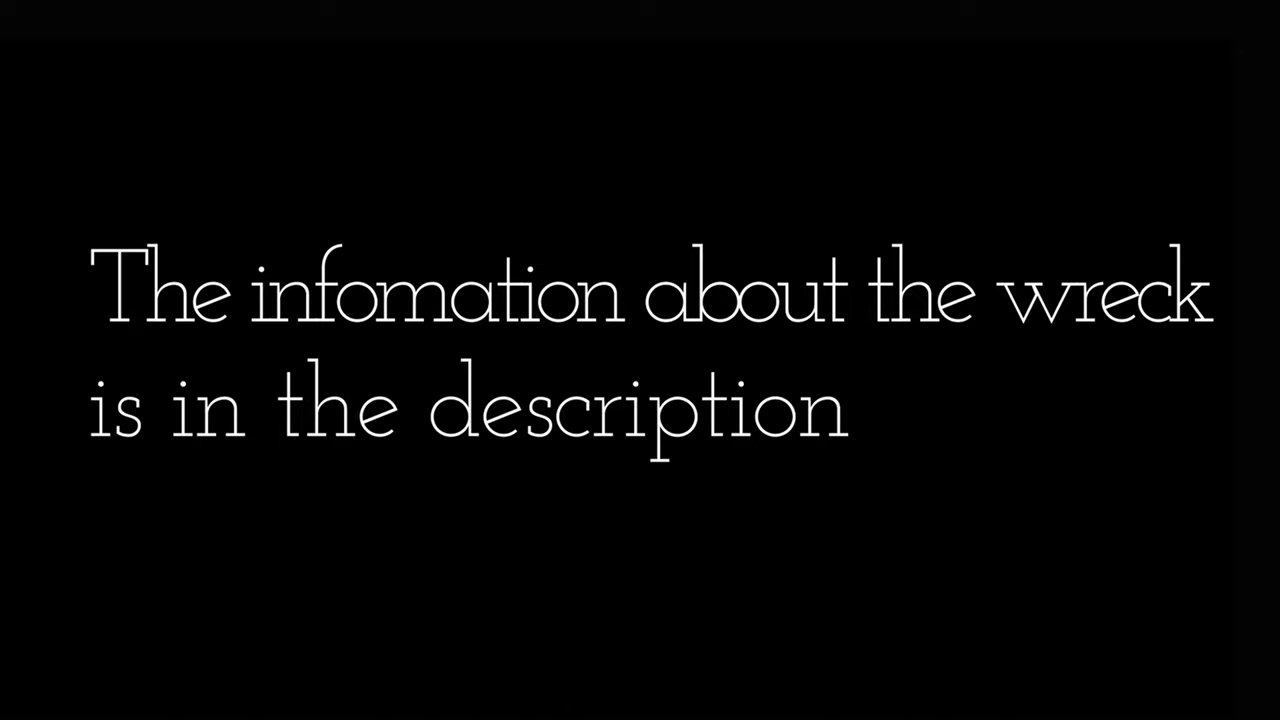 The infomation about the wreck
is in the description